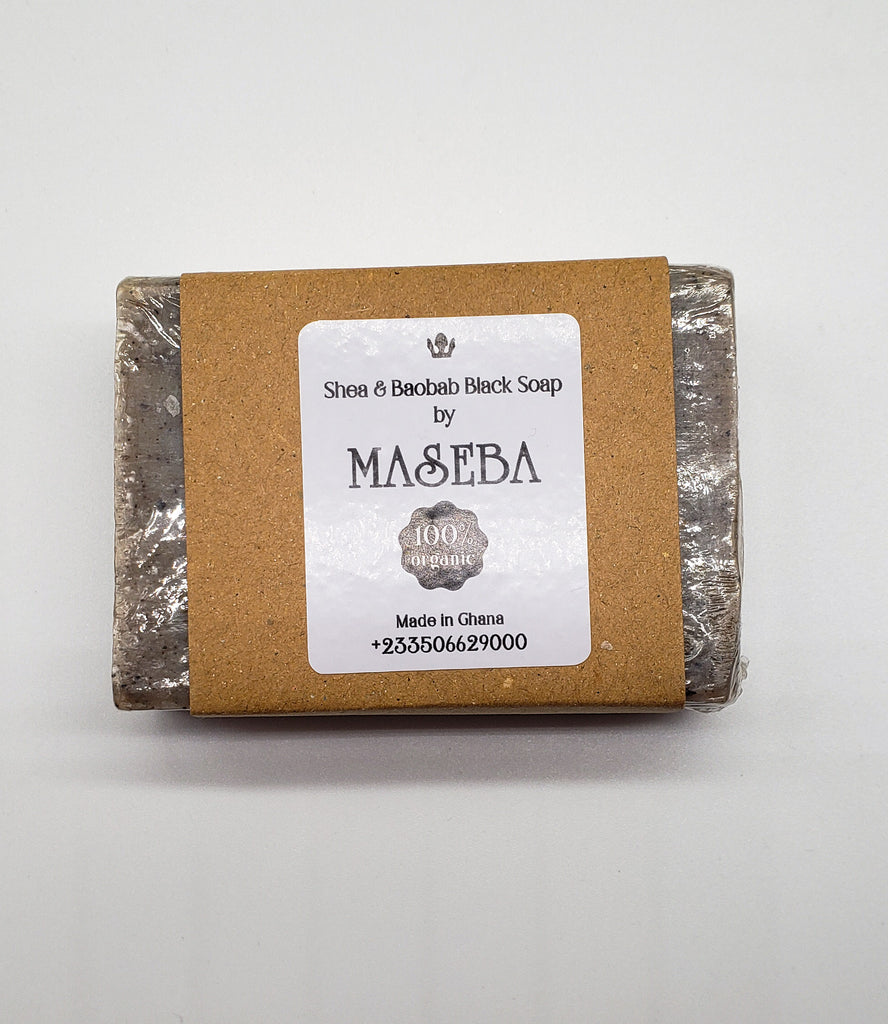 Shea & Baobab Black Soap
by
MASEBA
100%
organic
Made in Ghana
+233506629000